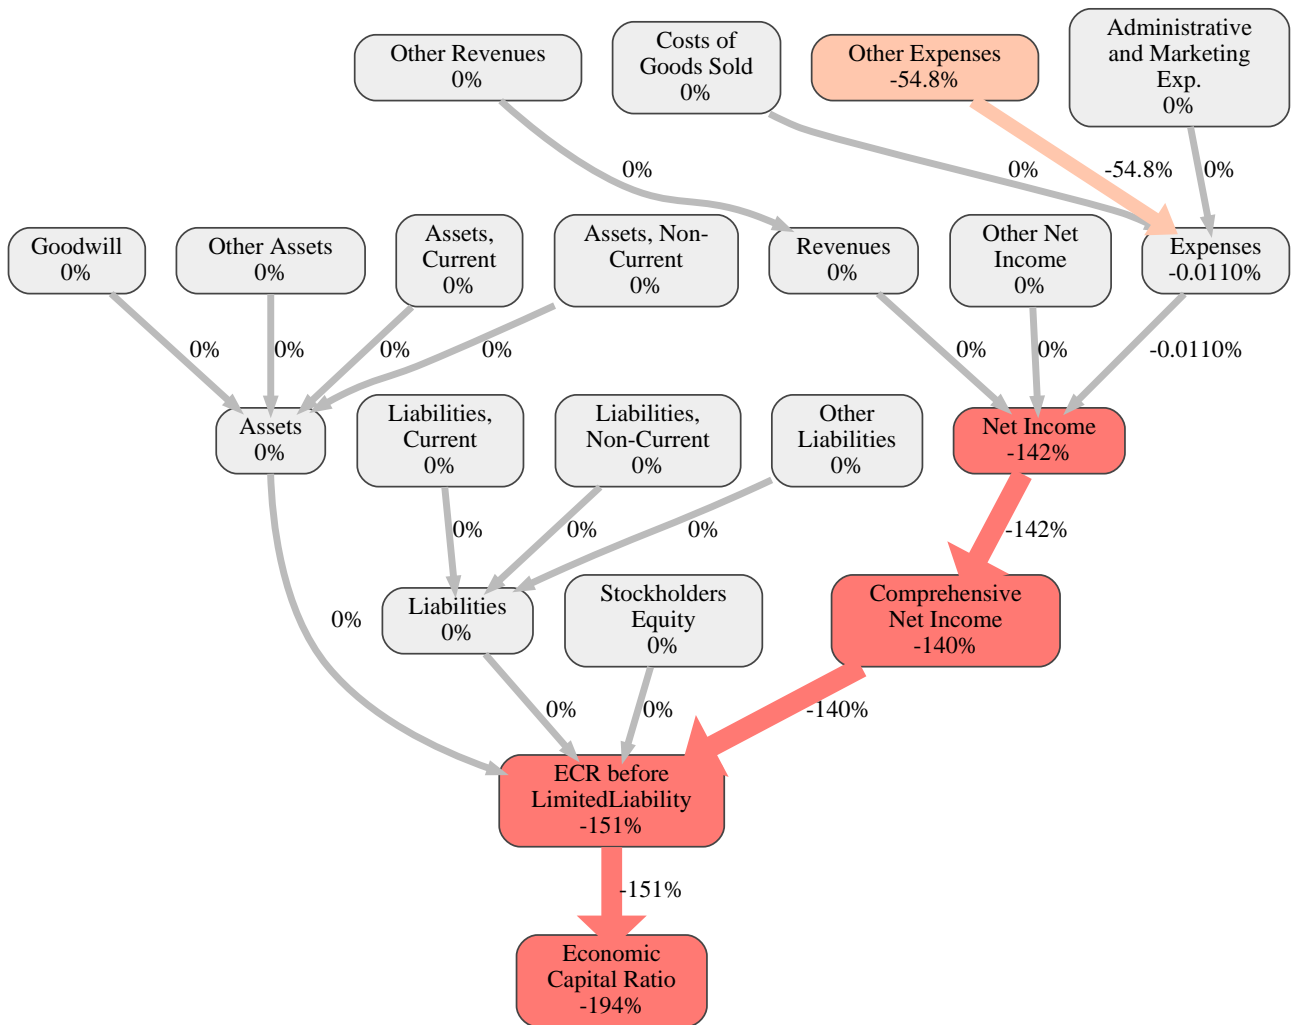 Other Revenues
0%
Costs of
Goods Sold
0%
Other Expenses
-54.8%
Administrative
and Marketing
Exp.
0%
0%
0%
-54.8%
0%
Goodwill
0%
Other Assets
0%
Assets,
Current
0%
Assets, Non-
Current
0%
Revenues
0%
Other Net
Income
0%
Expenses
-0.0110%
0%
0%
0%
0%
0%
0%
-0.0110%
Assets
0%
Liabilities,
Current
0%
Liabilities,
Non-Current
0%
Other
Liabilities
0%
Net Income
-142%
0%
0%
0%
-142%
0%
Liabilities
0%
Stockholders
Equity
0%
Comprehensive
Net Income
-140%
0%
0%
-140%
ECR before
LimitedLiability
-151%
-151%
Economic
Capital Ratio
-194%